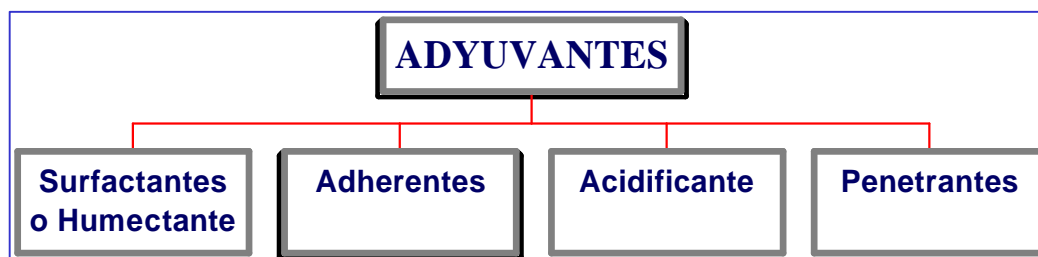 ADYUVANTES
Surfactantes
o Humectante
Adherentes
Acidificante
Penetrantes